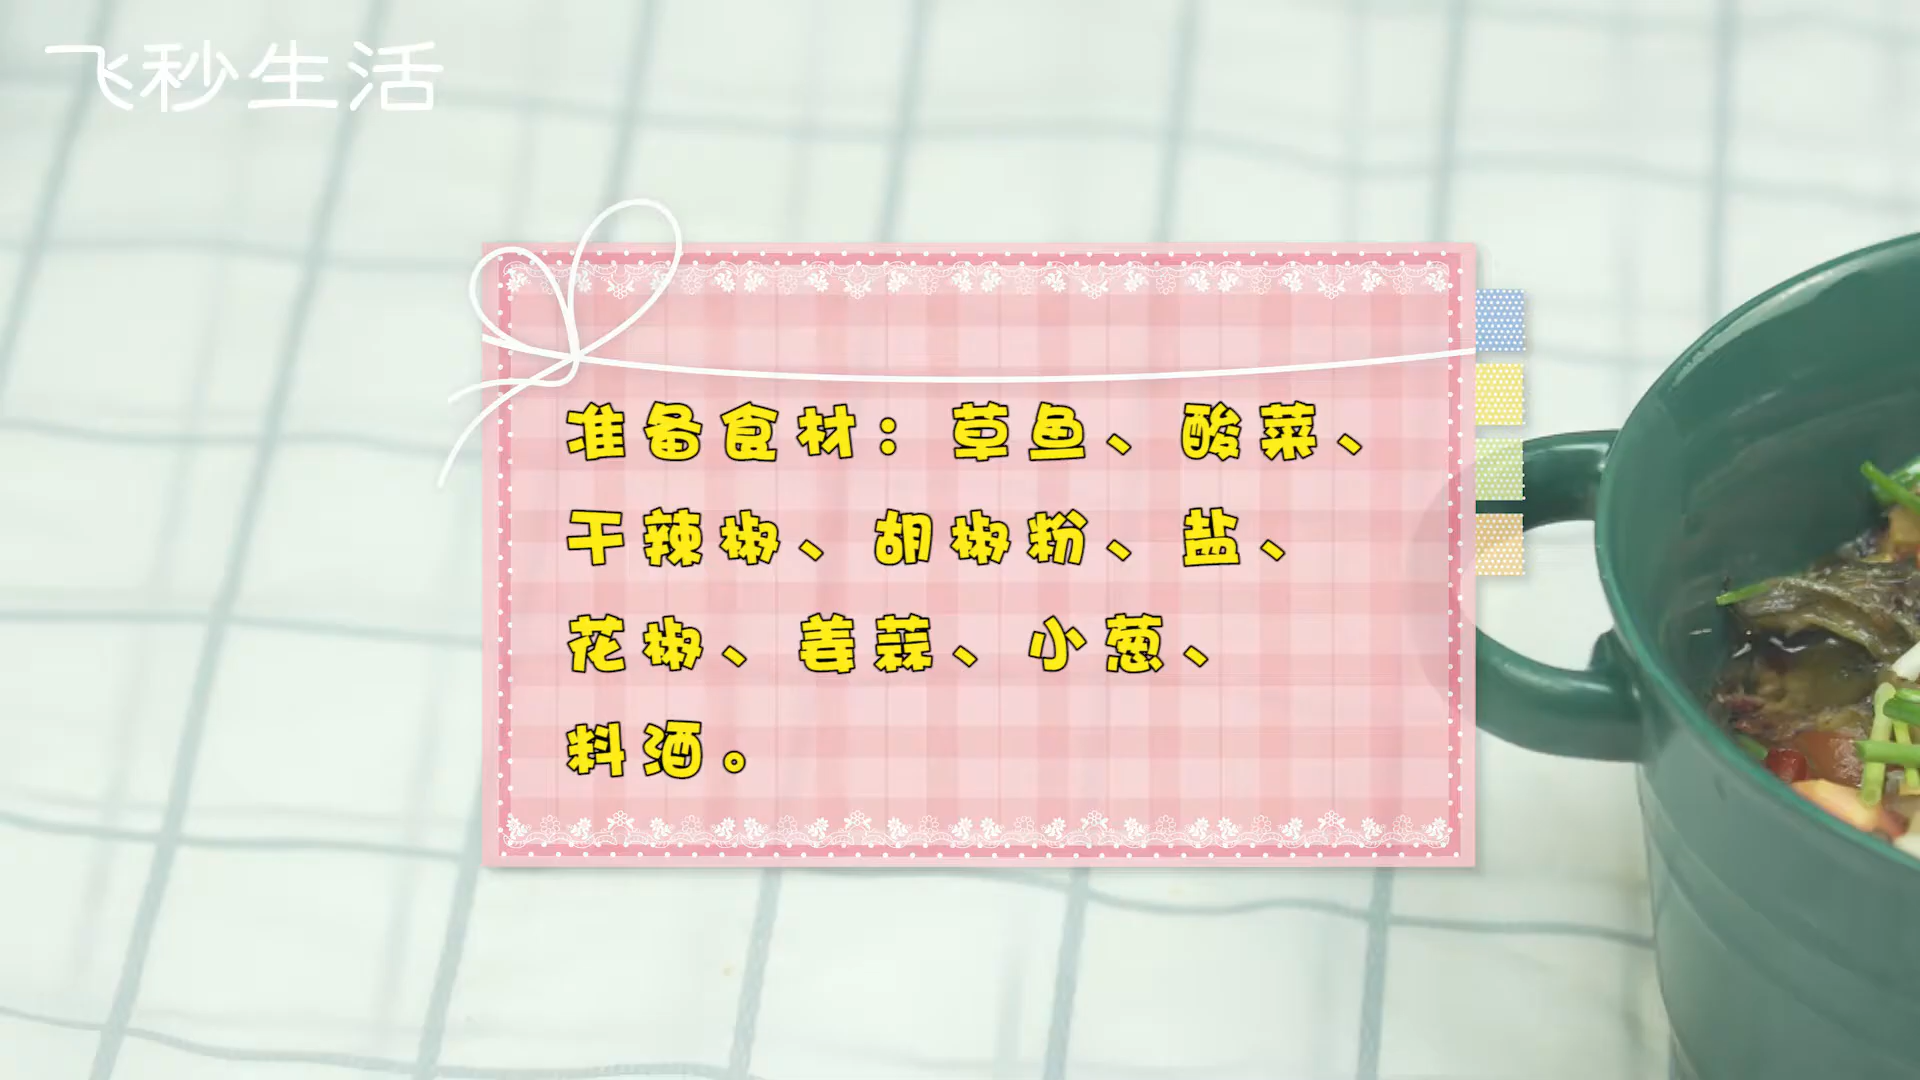 飞秒生活
准备食材：草鱼、酸菜、
干辣椒、胡椒粉、盐、
花椒、姜蒜、小葱、
料酒。